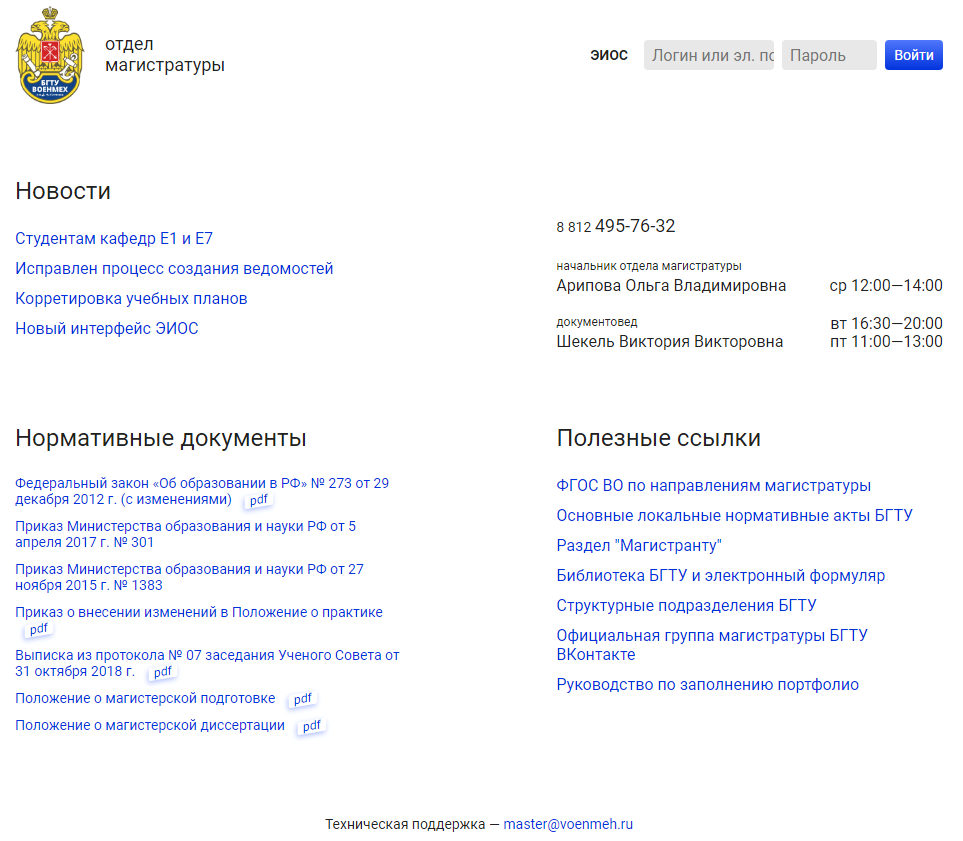 БГТУ
ВОЕНМЕХ
отдел
магистратуры
ЭИОС
Логин или эл. по
Пароль
Войти
Новости
Студентам кафедр Е1 и Е7
Исправлен процесс создания ведомостей
Корретировка учебных планов
Новый интерфейс ЭИОС
8 812 495-76-32
начальник отдела магистратуры
Арипова Ольга Владимировна ср 12:00—14:00
документовед вт 16:30—20:00
Шекель Виктория Викторовна пт 11:00—13:00
Нормативные документы
Федеральный закон «Об образовании в РФ» № 273 от 29
декабря 2012 г. (с изменениями) pdf
Приказ Министерства образования и науки РФ от 5
апреля 2017 г. № 301
Приказ Министерства образования и науки РФ от 27
ноября 2015 г. № 1383
Приказ о внесении изменений в Положение о практике
pdf
Выписка из протокола № 07 заседания Ученого Совета от
31 октября 2018 г. pdf
Положение о магистерской подготовке pdf
Положение о магистерской диссертации pdf
Полезные ссылки
ФГОС ВО по направлениям магистратуры
Основные локальные нормативные акты БГТУ
Раздел "Магистранту"
Библиотека БГТУ и электронный формуляр
Структурные подразделения БГТУ
Официальная группа магистратуры БГТУ
ВКонтакте
Руководство по заполнению портфолио
Техническая поддержка — master@voenmeh.ru